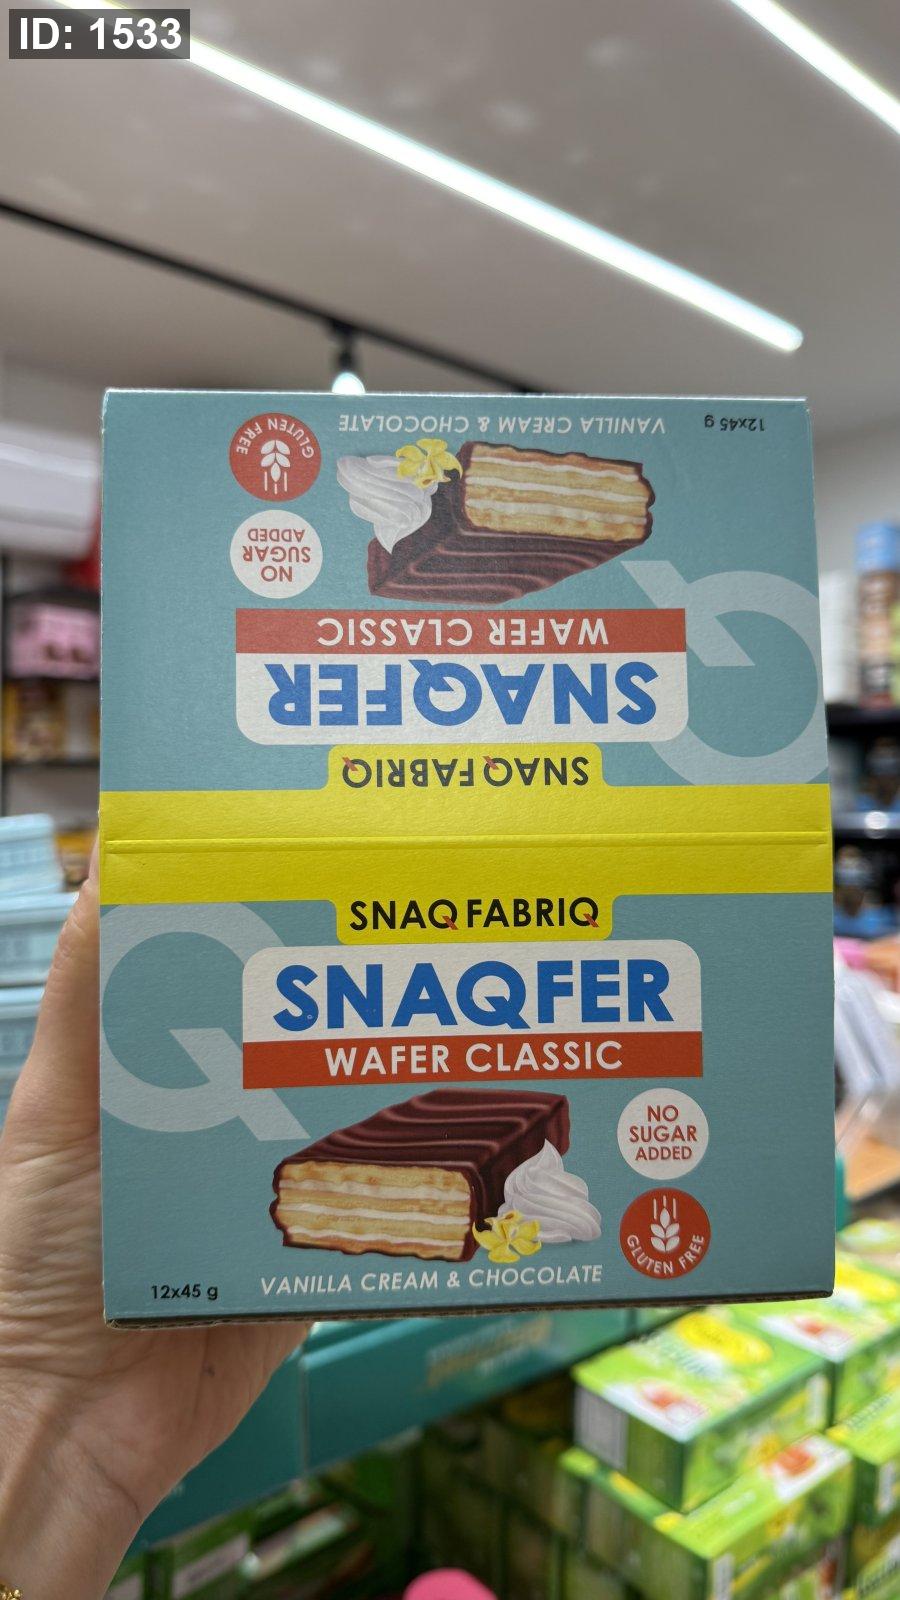 ID: 1533
VANILLA CREAM & CHOCOLATE
12x45 g
GLUTEN FREE
NO
SUGAR
ADDED
WAFER CLASSIC
SNAQFER
SNAQ FABRIQ
SNAQ FABRIQ
SNAQFER
WAFER CLASSIC
NO
SUGAR
ADDED
GLUTEN FREE
VANILLA CREAM & CHOCOLATE
12x45 g